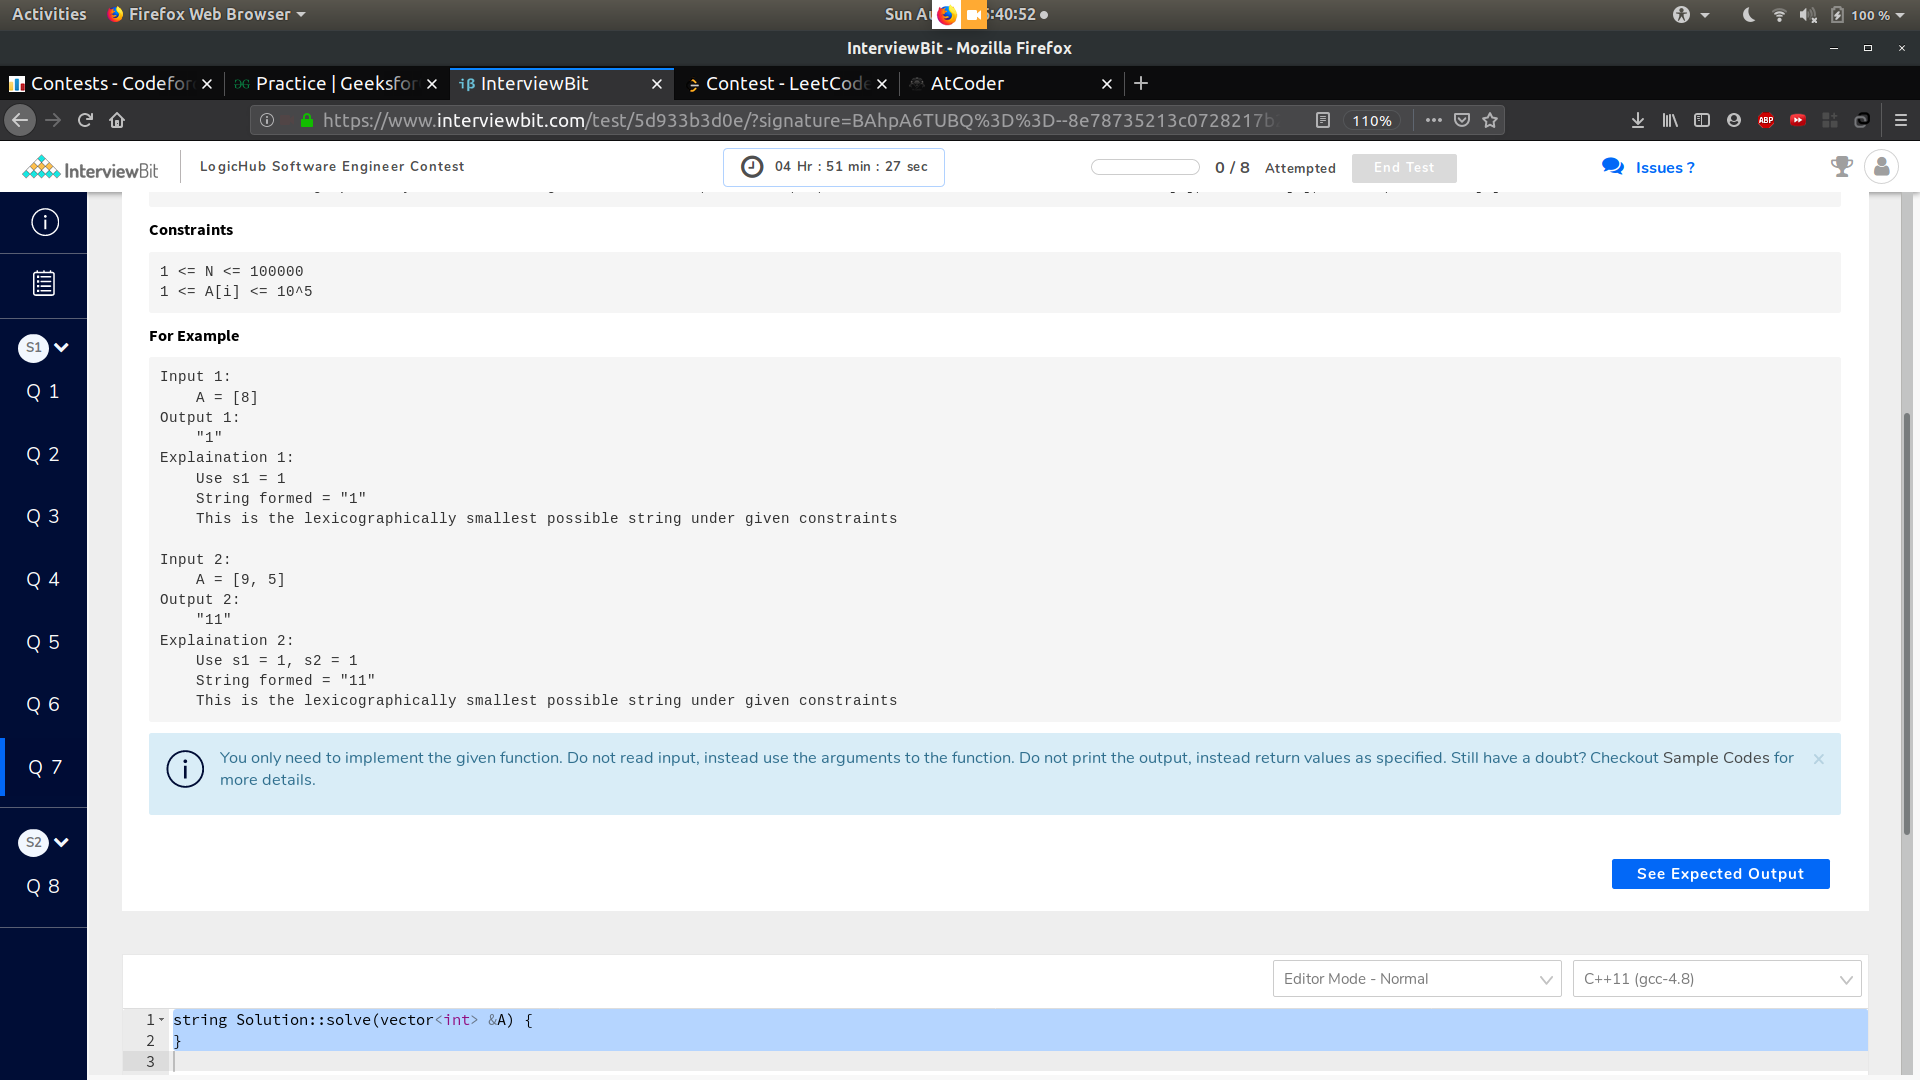 Activities Firefox Web Browser Sun 5:40:52 100 %
InterviewBit - Mozilla Firefox
Contests - Codefor Practice | Geeksfor InterviewBit Contest - LeetCode AtCoder
https://www.interviewbit.com/test/5d933b3d0e/?signature=BAhpA6TUBQ%3D%3D--8e78735213c0728217b 110% ABP
InterviewBit LogicHub Software Engineer Contest 04 Hr : 51 min : 27 sec 0 / 8 Attempted End Test Issues ?
Constraints
1 <= N <= 100000
1 <= A[i] <= 10^5
For Example
Input 1:
A = [8]
Output 1:
"1"
Explaination 1:
Use s1 = 1
String formed = "1"
This is the lexicographically smallest possible string under given constraints
Input 2:
A = [9, 5]
Output 2:
"11"
Explaination 2:
Use s1 = 1, s2 = 1
String formed = "11"
This is the lexicographically smallest possible string under given constraints
You only need to implement the given function. Do not read input, instead use the arguments to the function. Do not print the output, instead return values as specified. Still have a doubt? Checkout Sample Codes for
more details.
See Expected Output
Editor Mode - Normal C++11 (gcc-4.8)
1 string Solution::solve(vector<int> &A) {
2 }
3
S1
Q 1
Q 2
Q 3
Q 4
Q 5
Q 6
Q 7
S2
Q 8